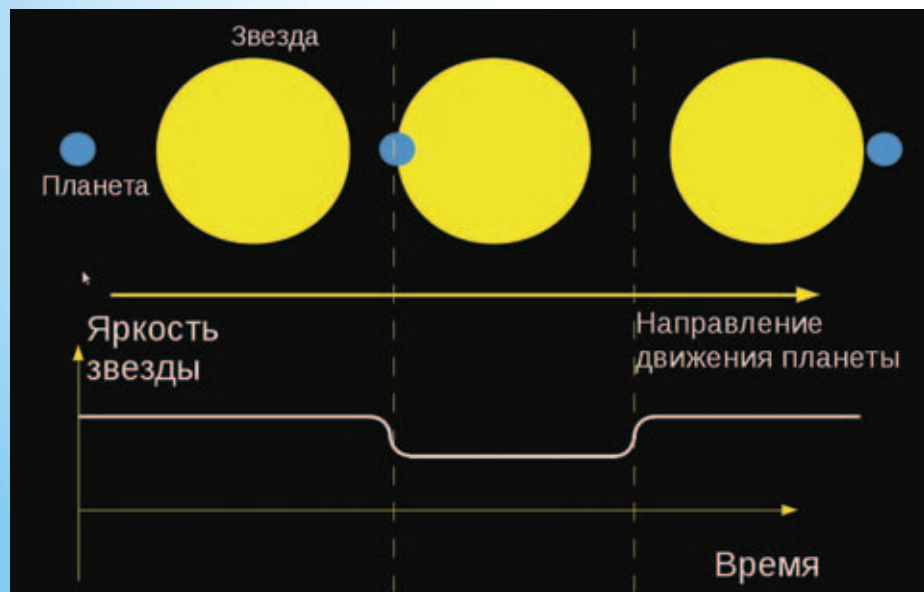 Звезда
Планета
Яркость
звезды
Направление
движения планеты
Время